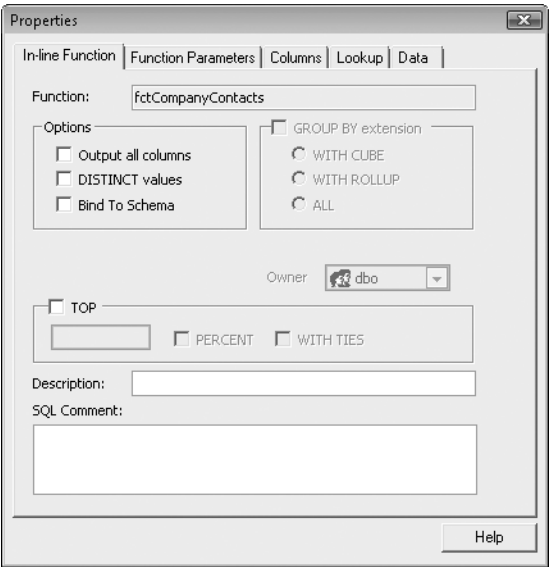 Properties
In-line Function Function Parameters Columns Lookup Data
Function: fctCompanyContacts
Options
Output all columns
DISTINCT values
Bind To Schema
GROUP BY extension
WITH CUBE
WITH ROLLUP
ALL
Owner dbo
TOP
PERCENT WITH TIES
Description:
SQL Comment:
Help